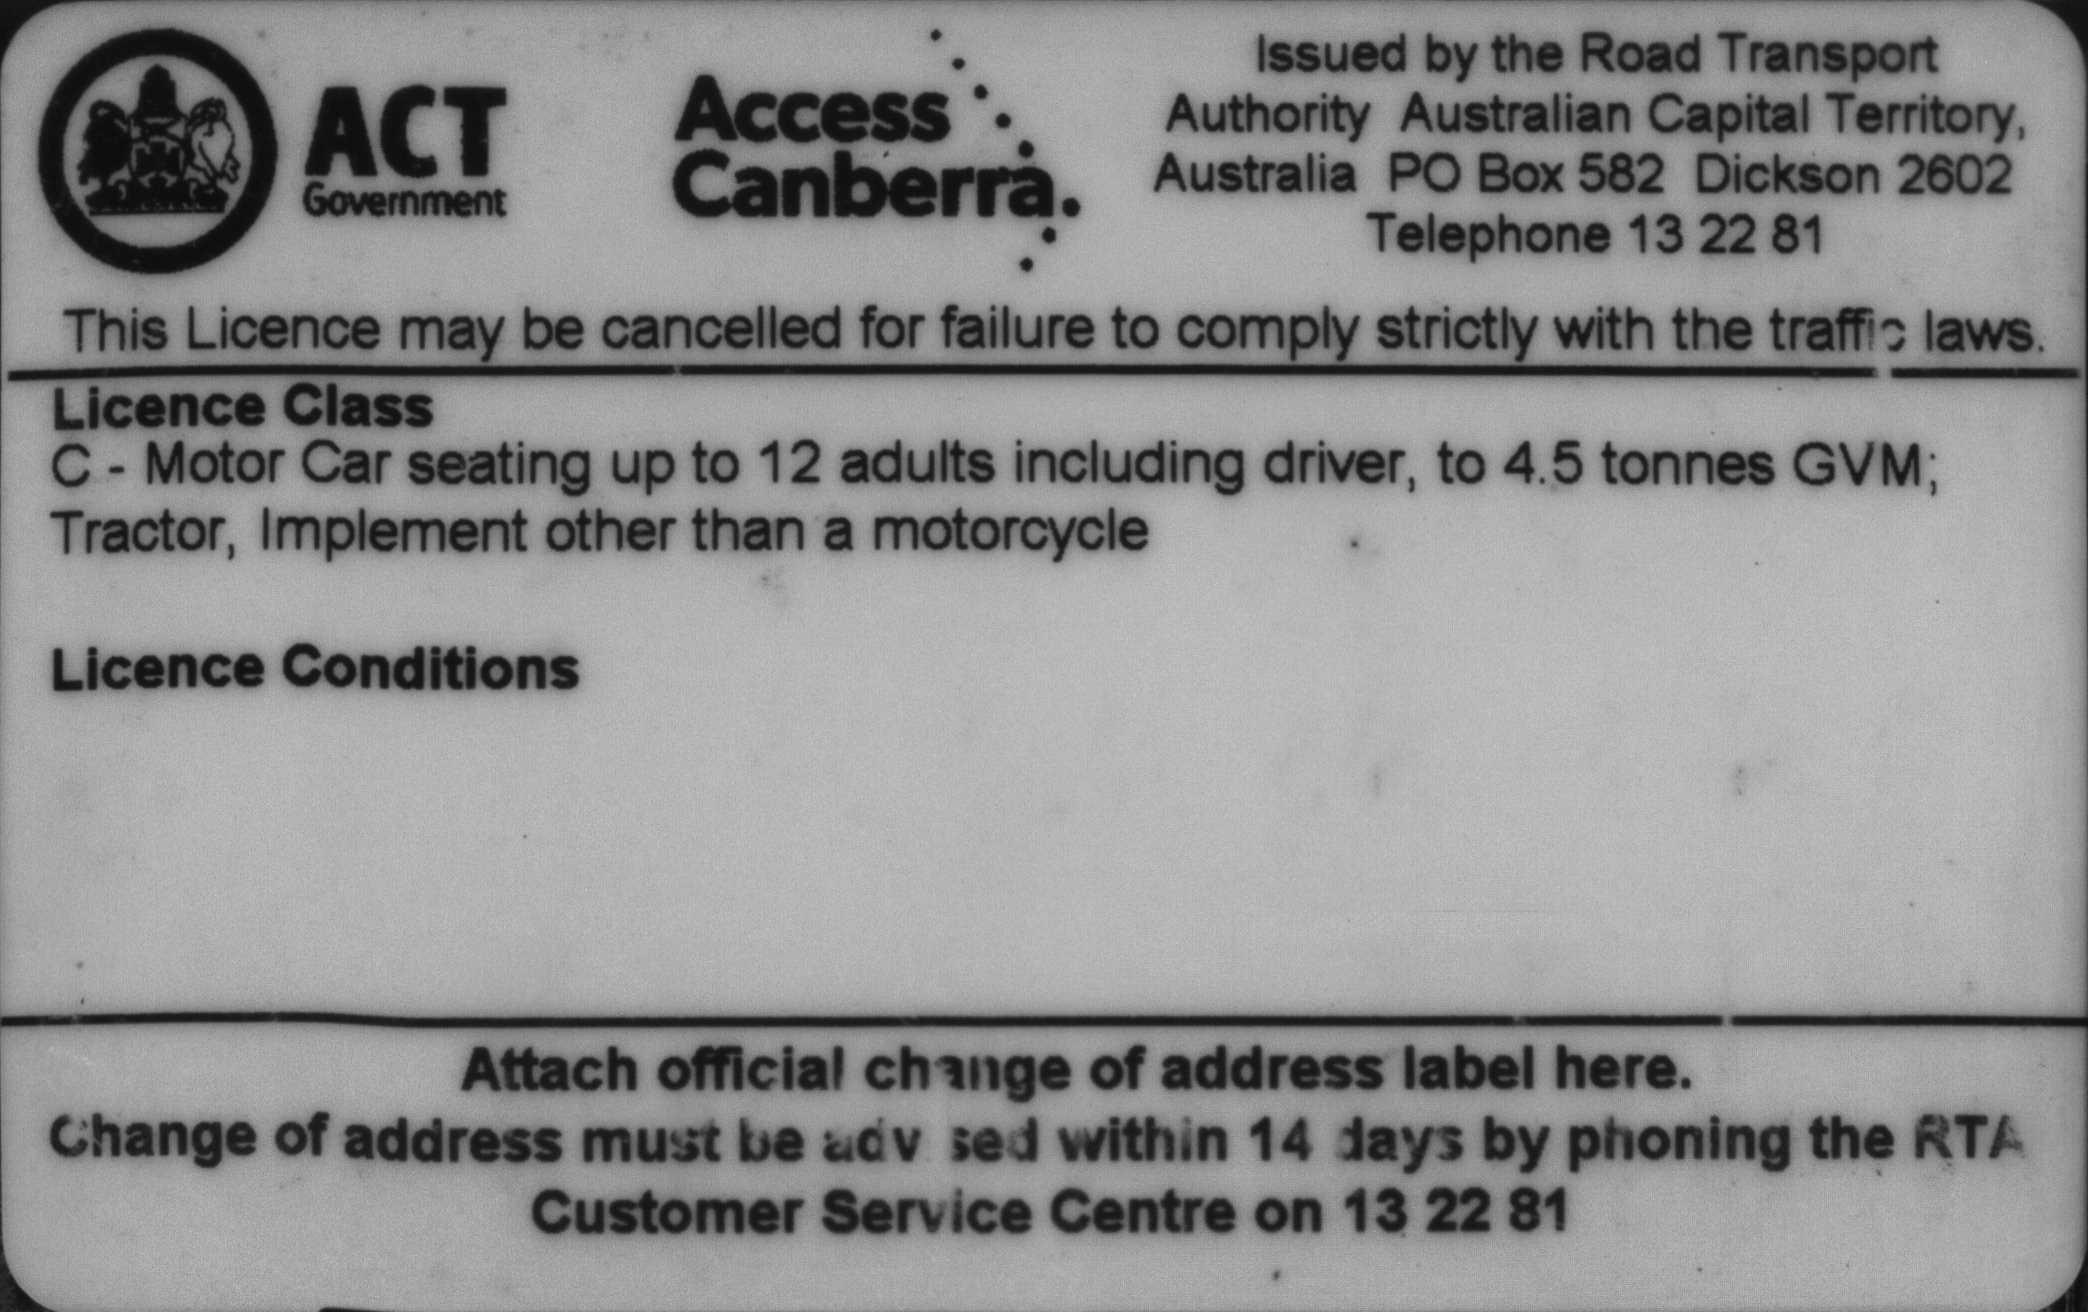 ACT
Government
Access
Canberra.
Issued by the Road Transport
Authority Australian Capital Territory,
Australia PO Box 582 Dickson 2602
Telephone 13 22 81
This Licence may be cancelled for failure to comply strictly with the traffic laws.
Licence Class
C - Motor Car seating up to 12 adults including driver, to 4.5 tonnes GVM;
Tractor, Implement other than a motorcycle
Licence Conditions
Attach official change of address label here.
Change of address must be advised within 14 days by phoning the RTA
Customer Service Centre on 13 22 81